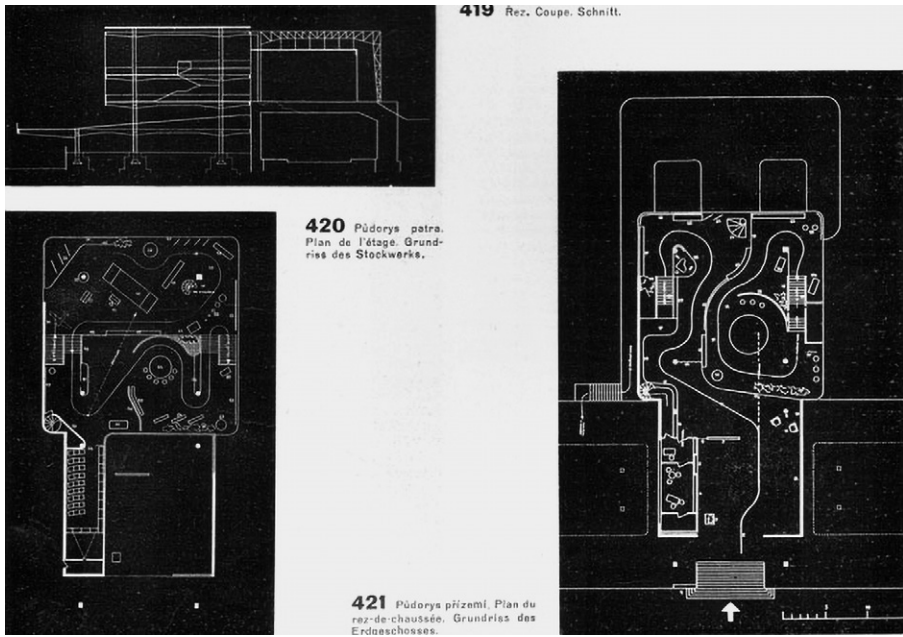 419 Řez. Coupe. Schnitt.
420 Půdorys patra.
Plan de l'étage. Grund-
riss des Stockwerks.
421 Půdorys přízemí. Plan du
rez-de-chaussée. Grundriss des
Erdgeschosses.